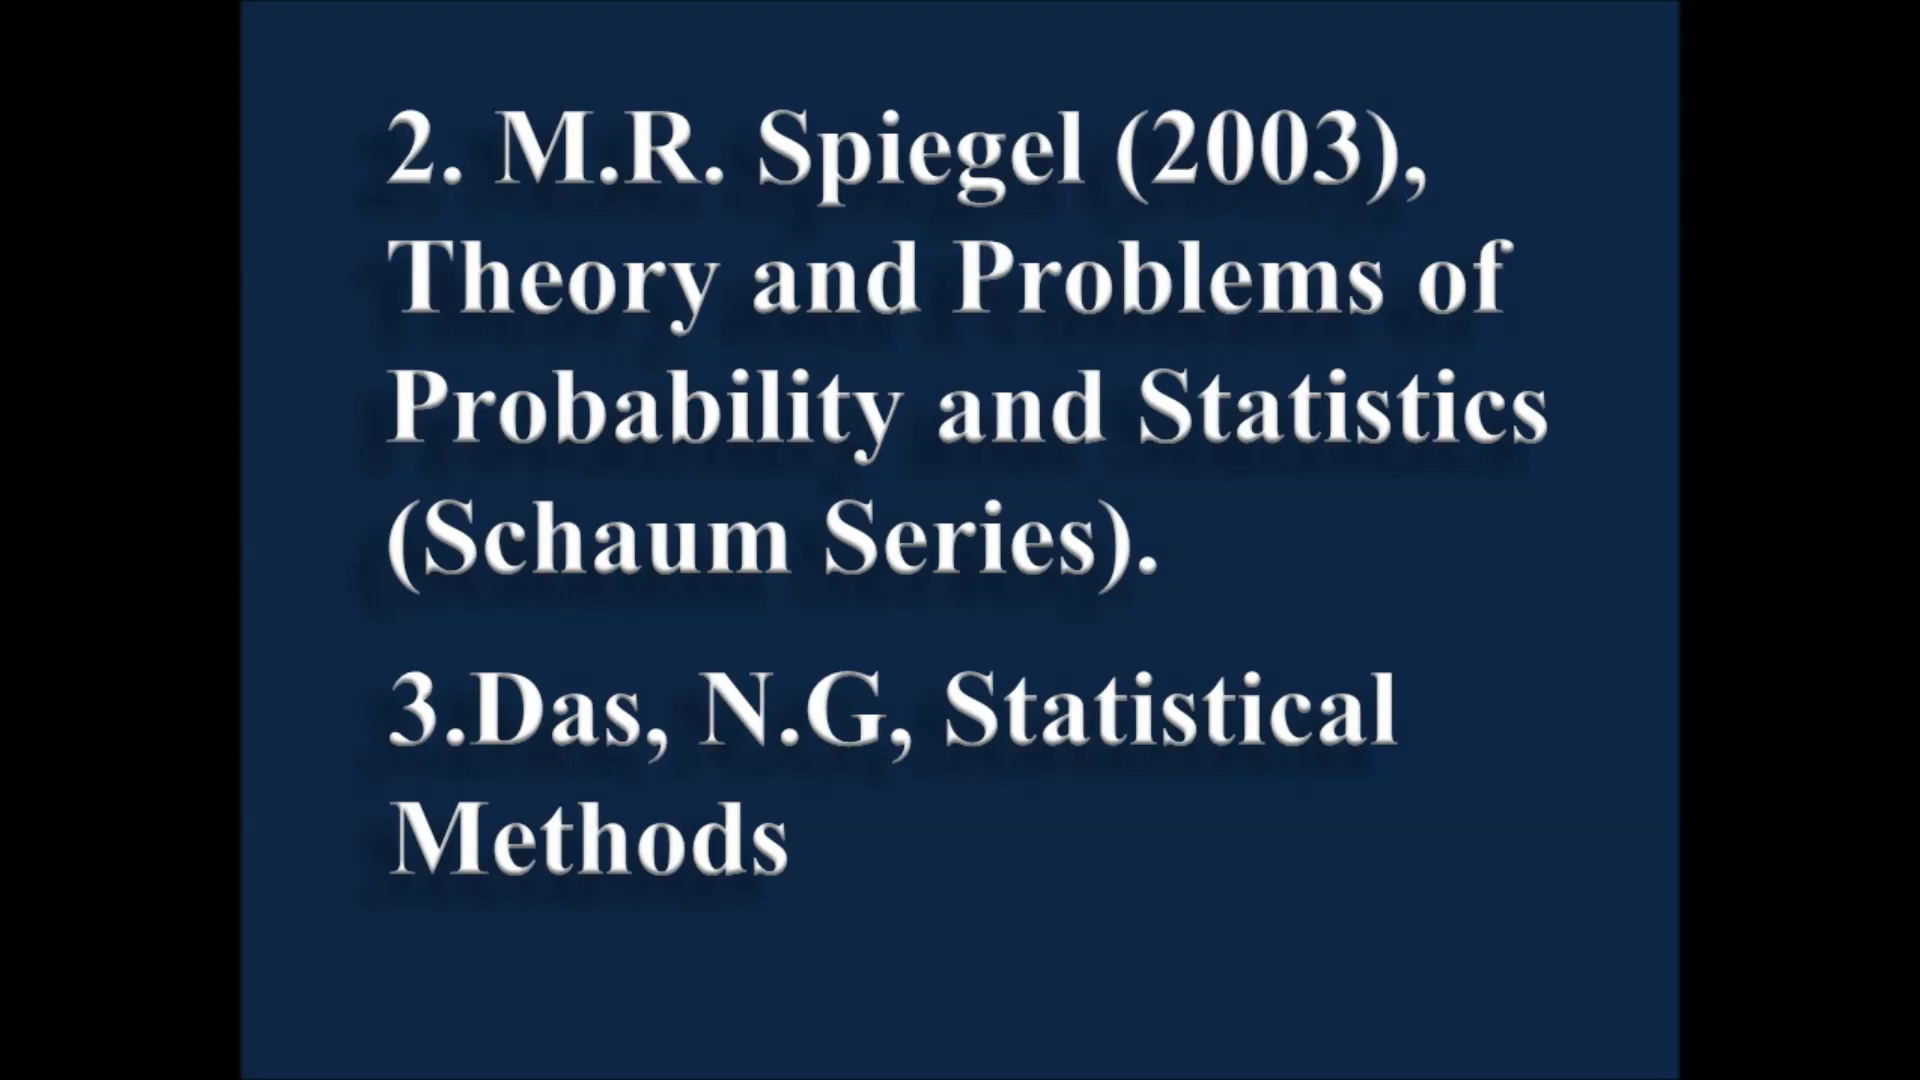 2. M.R. Spiegel (2003),
Theory and Problems of
Probability and Statistics
(Schaum Series).
3.Das, N.G, Statistical
Methods